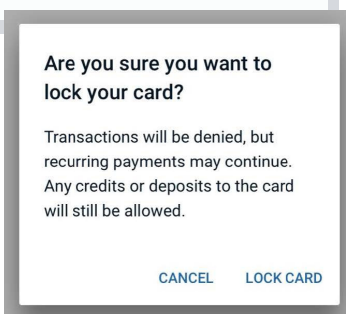 Are you sure you want to
lock your card?
Transactions will be denied, but
recurring payments may continue.
Any credits or deposits to the card
will still be allowed.
CANCEL LOCK CARD